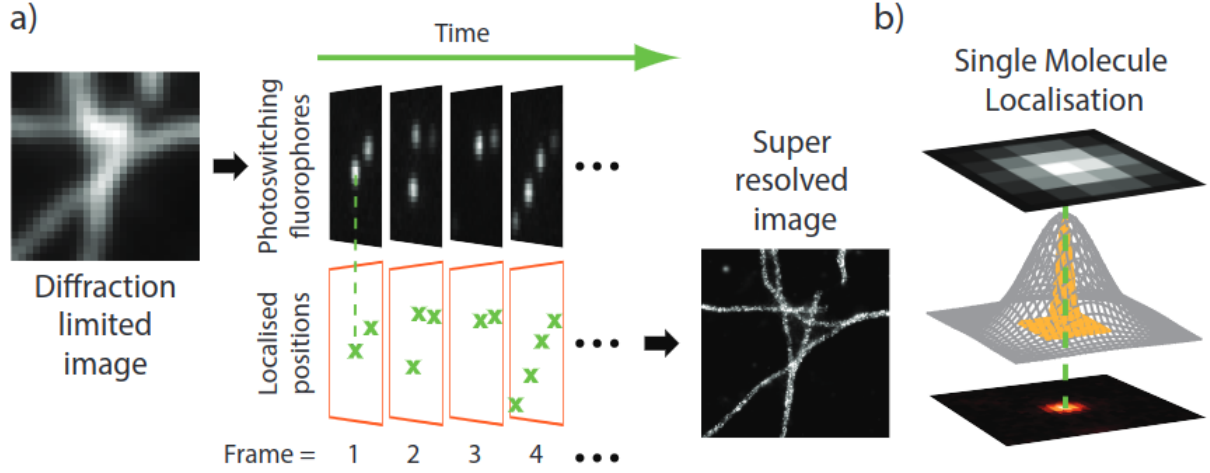 a)
Time
b)
Diffraction
limited
image
Photoswitching
fluorophores
Localised
positions
Frame = 1 2 3 4 •••
Super
resolved
image
Single Molecule
Localisation